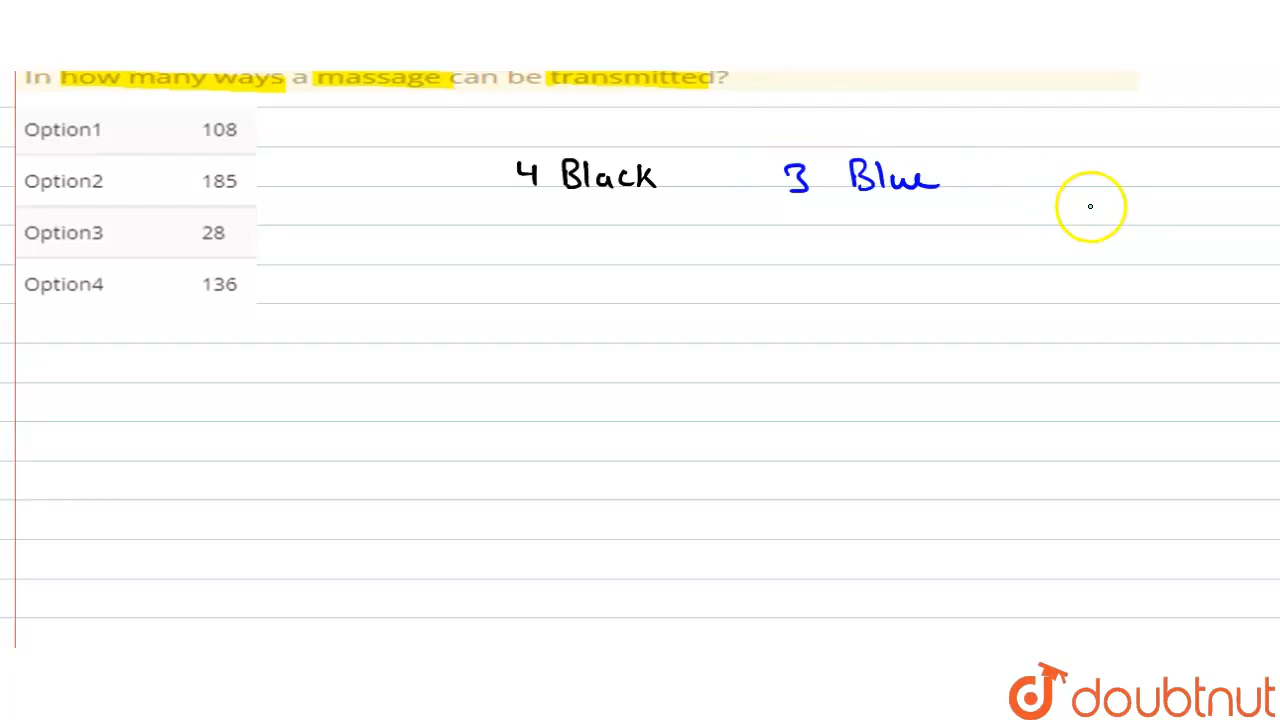 In how many ways a massage can be transmitted?
Option1 108
4 Black 3 Blue
Option2 185
Option3 28
Option4 136
doubtnut